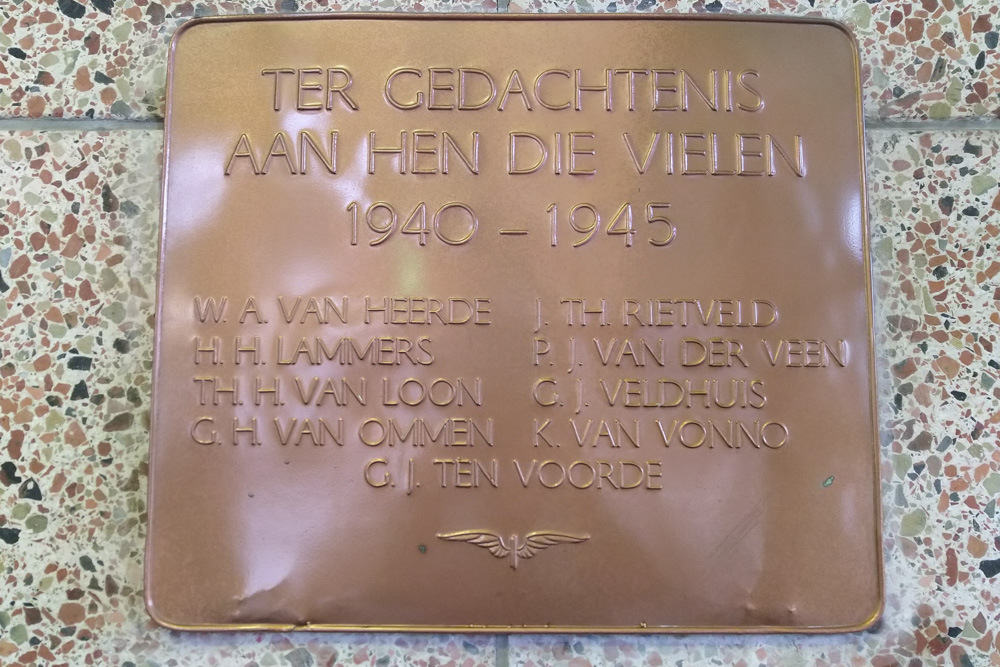 TER GEDACHTENIS
AAN HEN DIE VIELEN
1940 – 1945
W. A. VAN HEERDE
H. H. LAMMERS
TH. H. VAN LOON
G. H. VAN OMMEN
J. TH. RIETVELD
P. J. VAN DER VEEN
G. J. VELDHUIS
K. VAN VONNO
G. J. TEN VOORDE